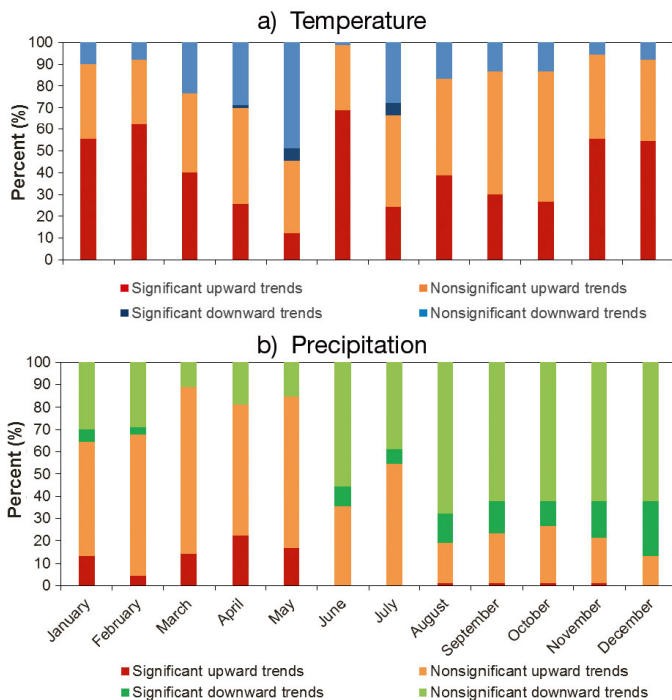 a) Temperature
Percent (%)
100
90
80
70
60
50
40
30
20
10
0
Significant upward trends
Nonsignificant upward trends
Significant downward trends
Nonsignificant downward trends
b) Precipitation
Percent (%)
100
90
80
70
60
50
40
30
20
10
0
January
February
March
April
May
June
July
August
September
October
November
December
Significant upward trends
Nonsignificant upward trends
Significant downward trends
Nonsignificant downward trends